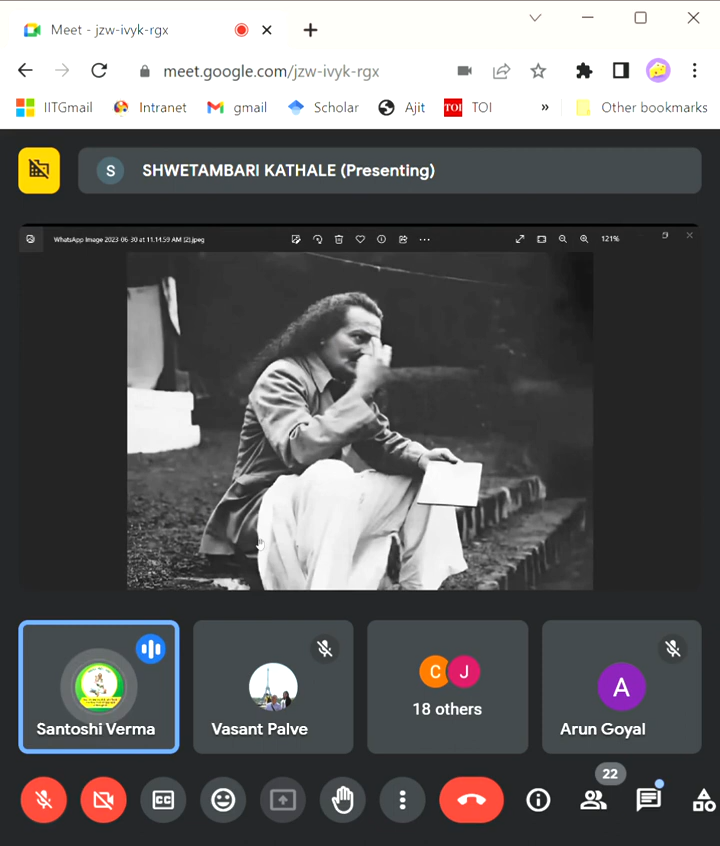 Meet - jzw-ivyk-rgx
meet.google.com/jzw-ivyk-rgx
IITGmail Intranet gmail Scholar Ajit TOI TOI » Other bookmarks
S SHWETAMBARI KATHALE (Presenting)
WhatsApp Image 2023-06-30 at 11.14.59 AM (2).jpeg 121%
C J
A
18 others
Santoshi Verma Vasant Palve Arun Goyal
22
CC